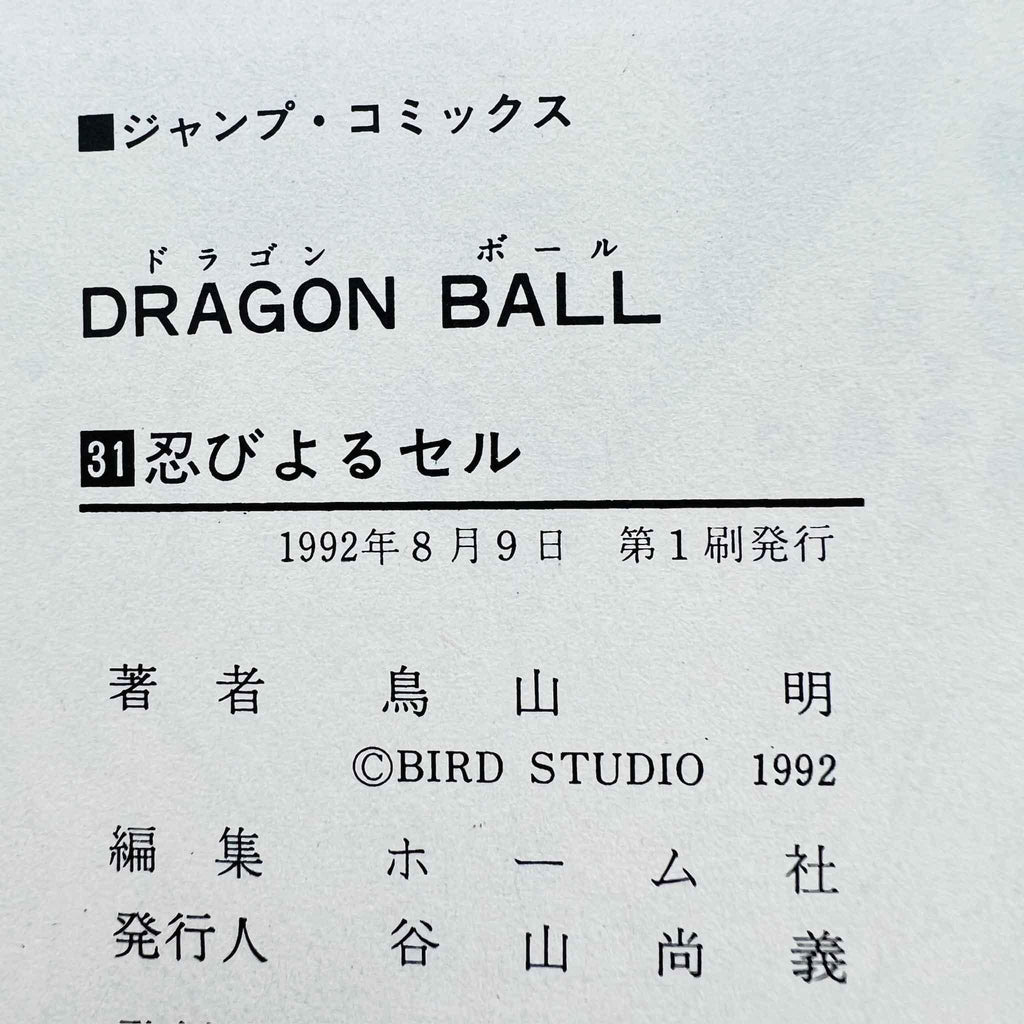 ■ジャンプ・コミックス
ドラゴン ボール
DRAGON BALL
31 忍びよるセル
1992年8月9日 第1刷発行
著者 鳥山 明
©BIRD STUDIO 1992
編集 ホーム社
発行人 谷山尚義